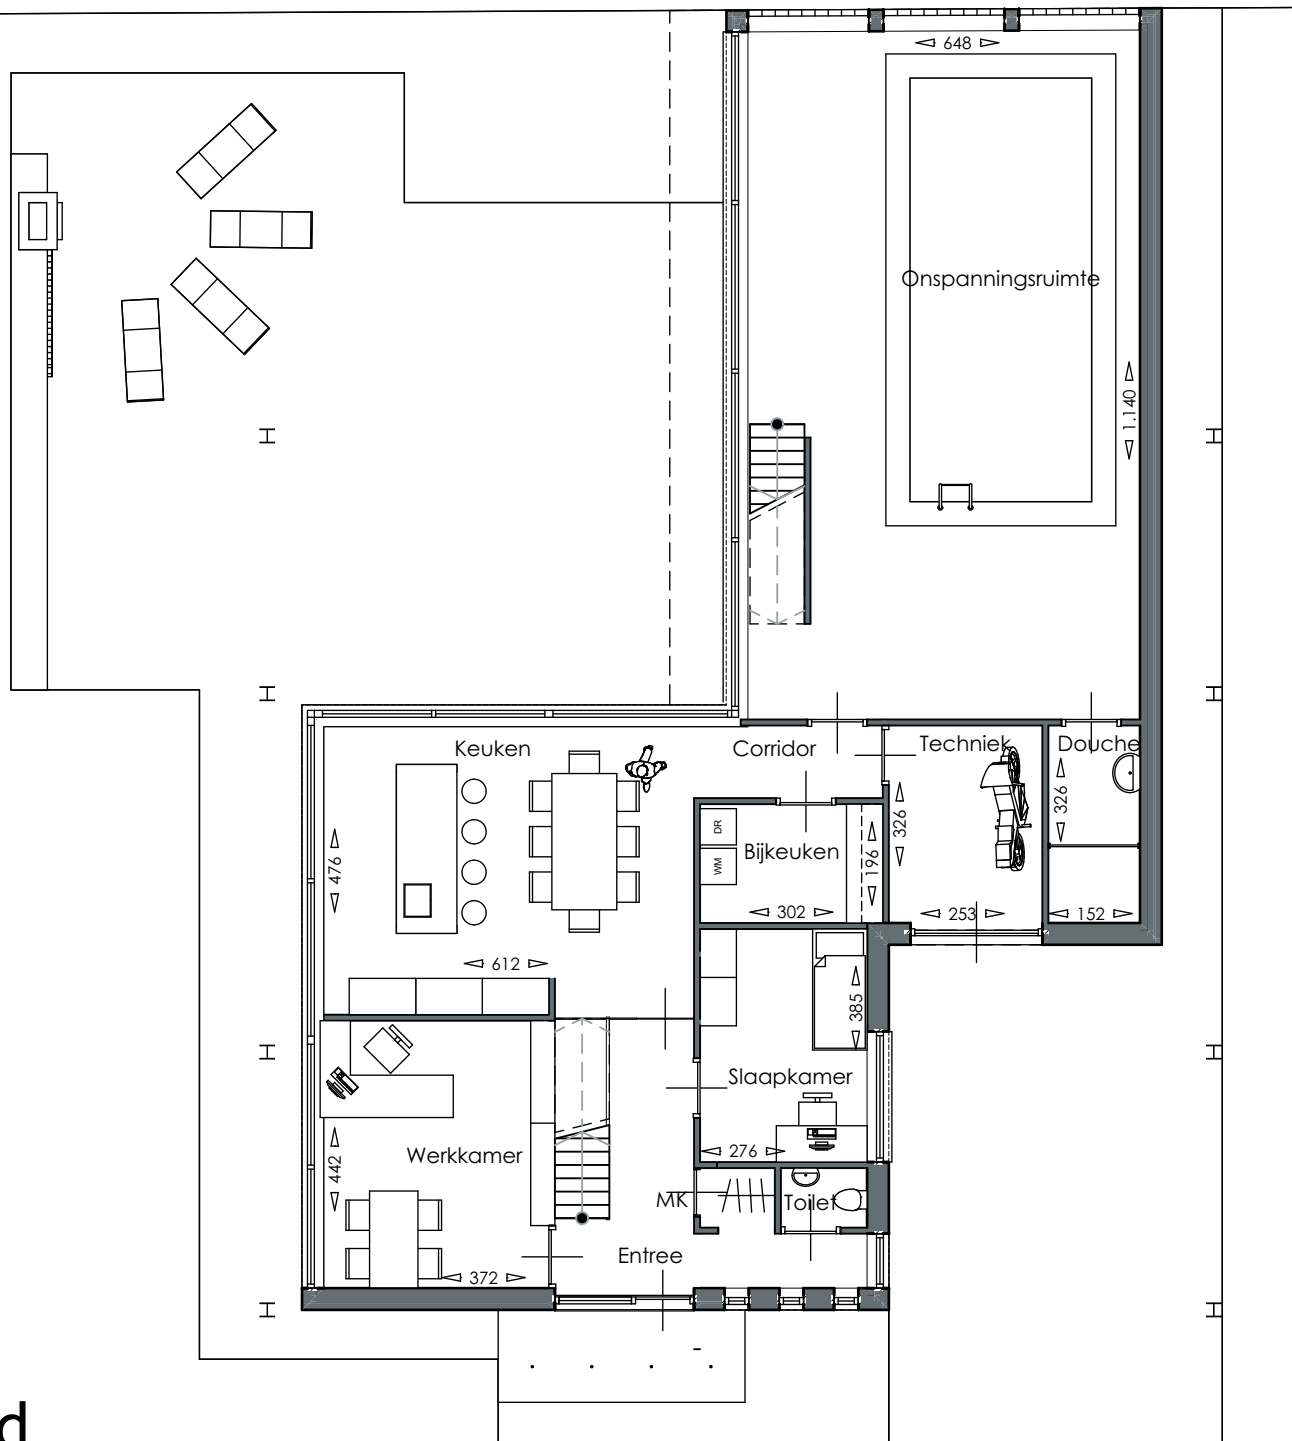 648
Onspanningsruimte
1.140
Keuken
Corridor
Techniek
Douche
326
326
476
DR
WM
Bijkeuken
196
302
253
152
612
385
Slaapkamer
276
Werkkamer
442
MK
Toilet
Entree
372
d